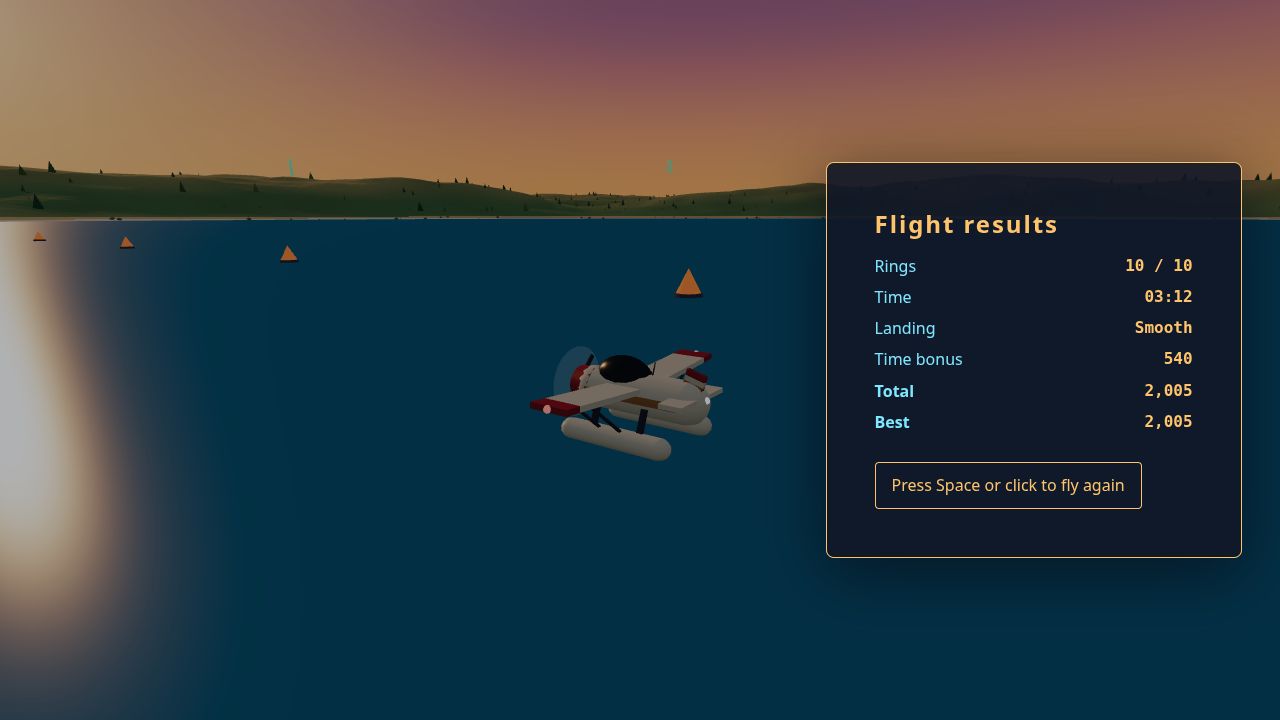 Flight results
Rings 10 / 10
Time 03:12
Landing Smooth
Time bonus 540
Total 2,005
Best 2,005
Press Space or click to fly again